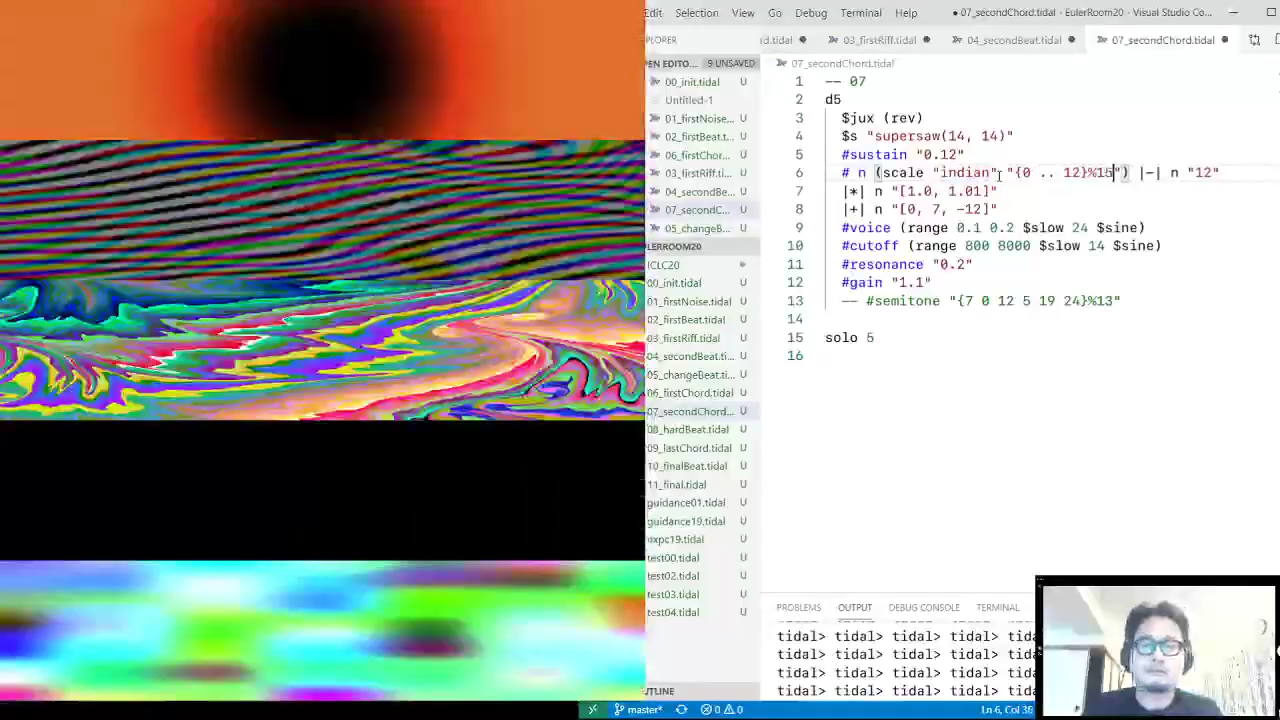 Edit Selection View Go Debug Terminal Help
● 07_secondChord.tidal - EulerRoom20 - Visual Studio Co...
PLORER
d.tidal
03_firstRiff.tidal
04_secondBeat.tidal
07_secondChord.tidal
PEN EDITO... 9 UNSAVED
00_init.tidal U
Untitled-1
01_firstNoise... U
02_firstBeat.t... U
06_firstChor... U
03_firstRiff.ti... U
04_secondB... U
07_secondC... U
05_changeB... U
LERROOM20
ICLC20
00_init.tidal U
01_firstNoise.tidal U
02_firstBeat.tidal U
03_firstRiff.tidal U
04_secondBeat.tid... U
05_changeBeat.ti... U
06_firstChord.tidal U
07_secondChord... U
08_hardBeat.tidal U
09_lastChord.tidal U
10_finalBeat.tidal U
11_final.tidal U
guidance01.tidal U
guidance19.tidal U
oxpc19.tidal U
test00.tidal U
test02.tidal U
test03.tidal U
test04.tidal U
UTLINE
07_secondChord.tidal
1 -- 07
2 d5
3 $jux (rev)
4 $s "supersaw(14, 14)"
5 #sustain "0.12"
6 # n (scale "indian" "{0 .. 12}%15") |-| n "12"
7 |*| n "[1.0, 1.01]"
8 |+| n "[0, 7, -12]"
9 #voice (range 0.1 0.2 $slow 24 $sine)
10 #cutoff (range 800 8000 $slow 14 $sine)
11 #resonance "0.2"
12 #gain "1.1"
13 -- #semitone "{7 0 12 5 19 24}%13"
14
15 solo 5
16
PROBLEMS OUTPUT DEBUG CONSOLE TERMINAL
tidal> tidal> tidal> tidal> tida
tidal> tidal> tidal> tidal> tida
tidal> tidal> tidal> tidal> tida
tidal> tidal> tidal> tidal> tida
master* 0 0 Ln 6, Col 36